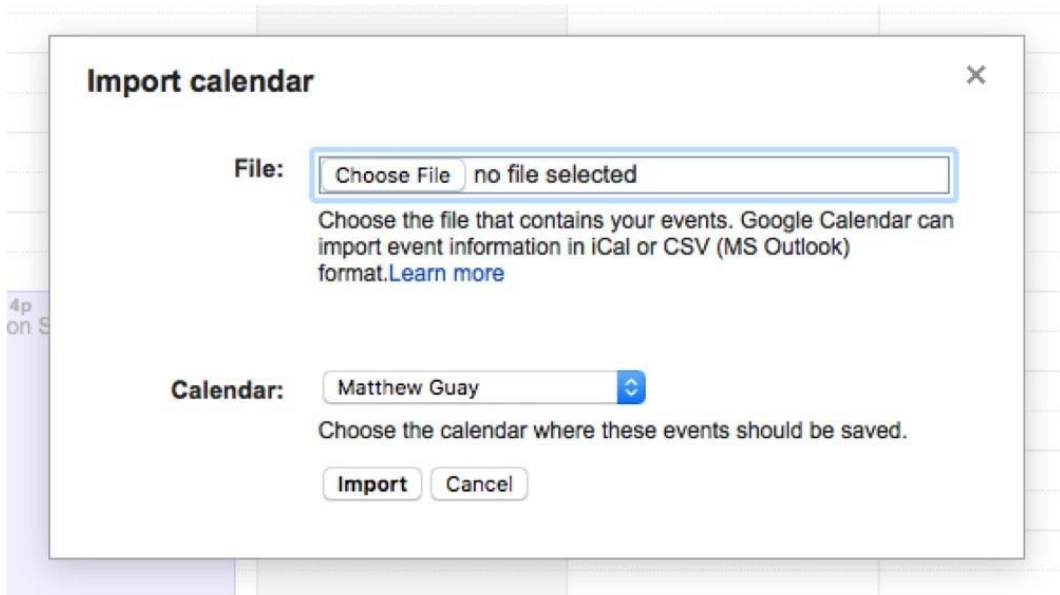 Import calendar
×
File: Choose File no file selected
Choose the file that contains your events. Google Calendar can
import event information in iCal or CSV (MS Outlook)
format.Learn more
4p
on S
Calendar: Matthew Guay
Choose the calendar where these events should be saved.
Import Cancel